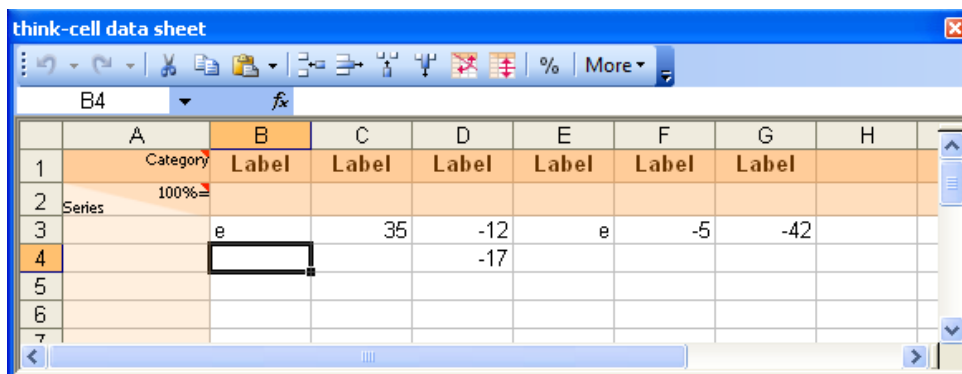 think-cell data sheet
% More
B4 fx
A B C D E F G H
1 Category Label Label Label Label Label Label
2 100%=
Series
3 e 35 -12 e -5 -42
4 -17
5
6
7